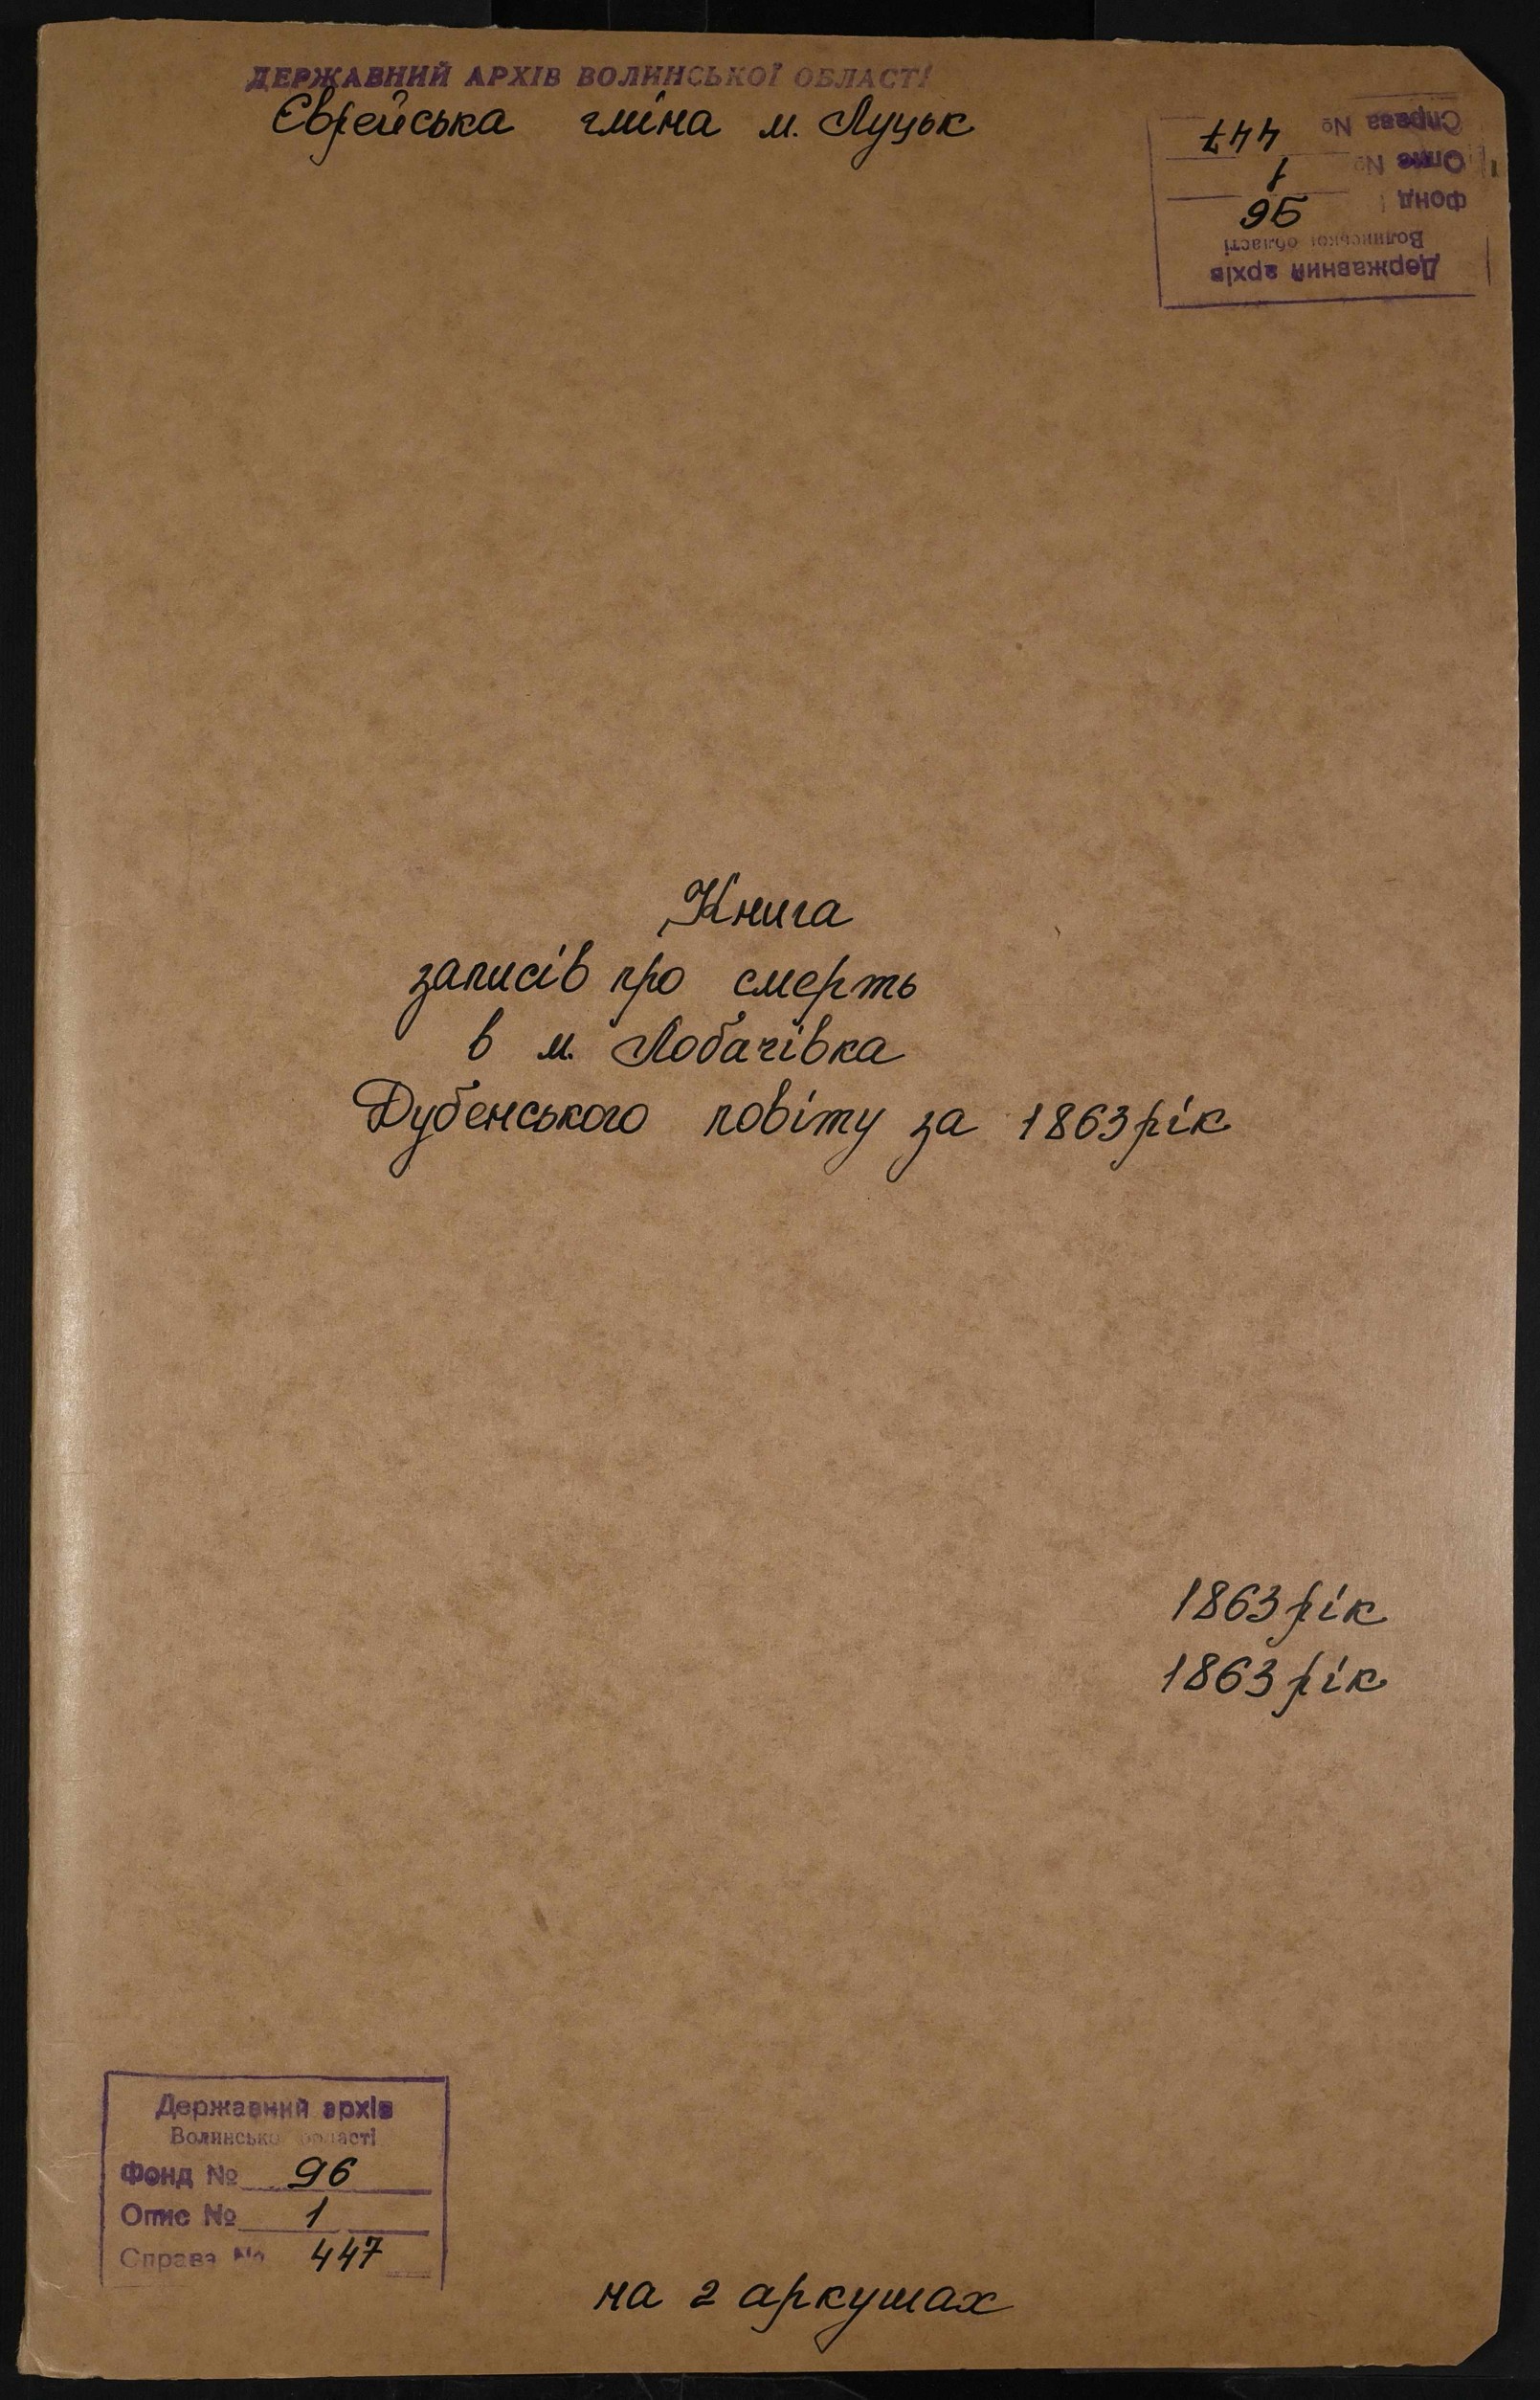 ДЕРЖАВНИЙ АРХІВ ВОЛИНСЬКОЇ ОБЛАСТІ
Єврейська гміна м. Луцьк
Державний архів
Волинської області
Фонд 96
Опис № 1
Справа № 447
Книга
записів про смерть
в м. Лобачівка
Дубенського повіту за 1863 рік
1863 рік
1863 рік
Державний архів
Волинської області
Фонд № 96
Опис № 1
Справа № 447
на 2 аркушах